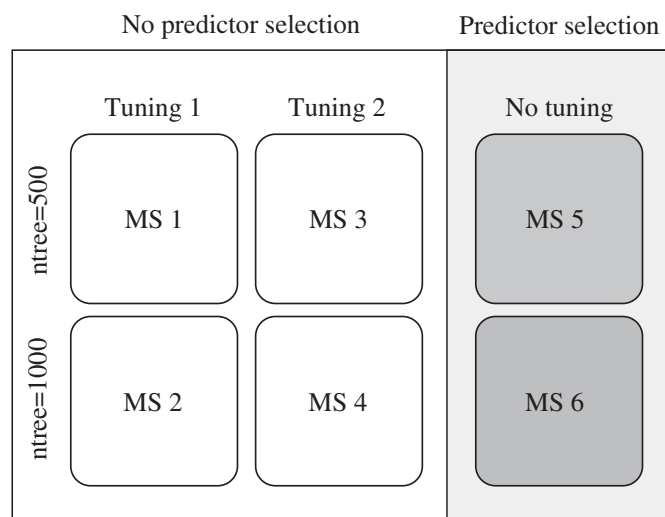 No predictor selection Predictor selection
Tuning 1 Tuning 2 No tuning
ntree=500
MS 1 MS 3 MS 5
ntree=1000
MS 2 MS 4 MS 6